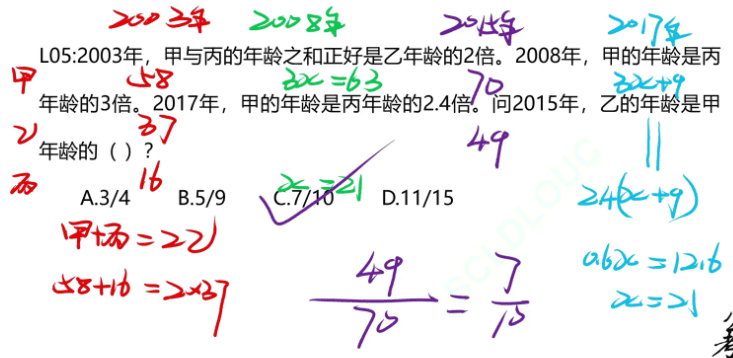 2003年 2008年 2015年 2017年
L05:2003年，甲与丙的年龄之和正好是乙年龄的2倍。2008年，甲的年龄是丙
甲 58 3x=63 70 3x+9
年龄的3倍。2017年，甲的年龄是丙年龄的2.4倍。问2015年，乙的年龄是甲
乙 37 49 ||
年龄的（ ）？
丙 16 x=21 2.4(x+9)
A.3/4 B.5/9 C.7/10 D.11/15
甲+丙=2乙
58+16=2×37
49/70=7/10
0.6x=12.6
x=21
SCLDLOUC